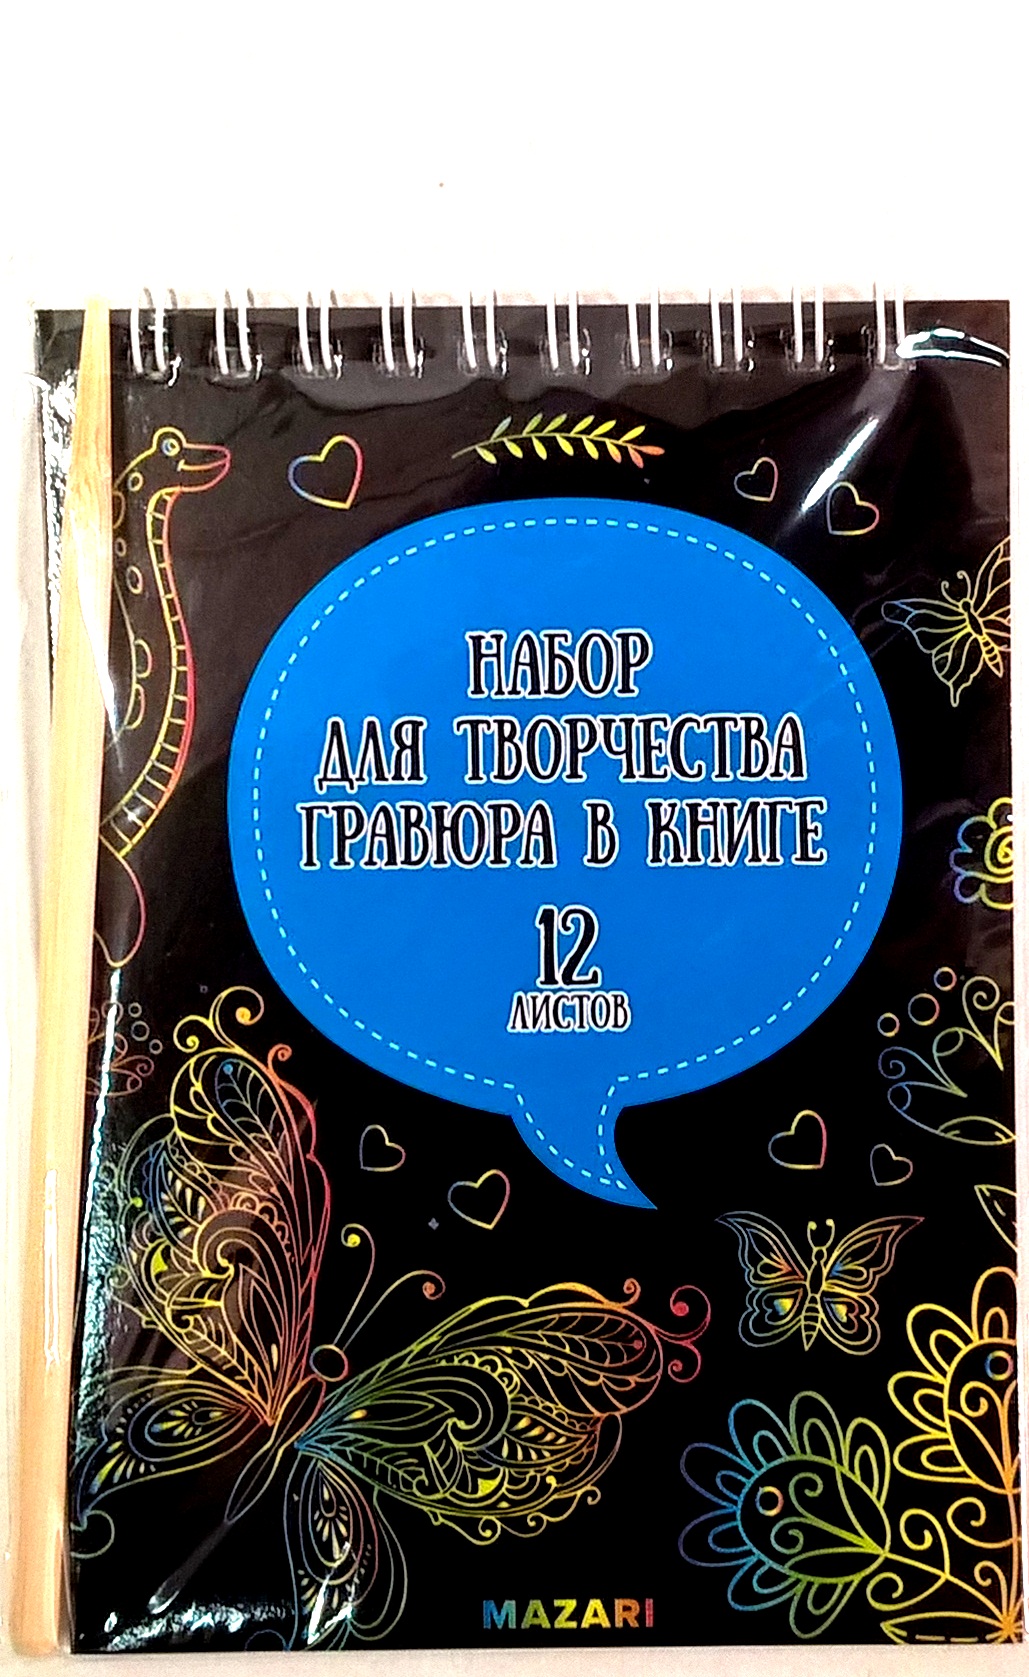 НАБОР
ДЛЯ ТВОРЧЕСТВА
ГРАВЮРА В КНИГЕ
12
ЛИСТОВ
MAZARI